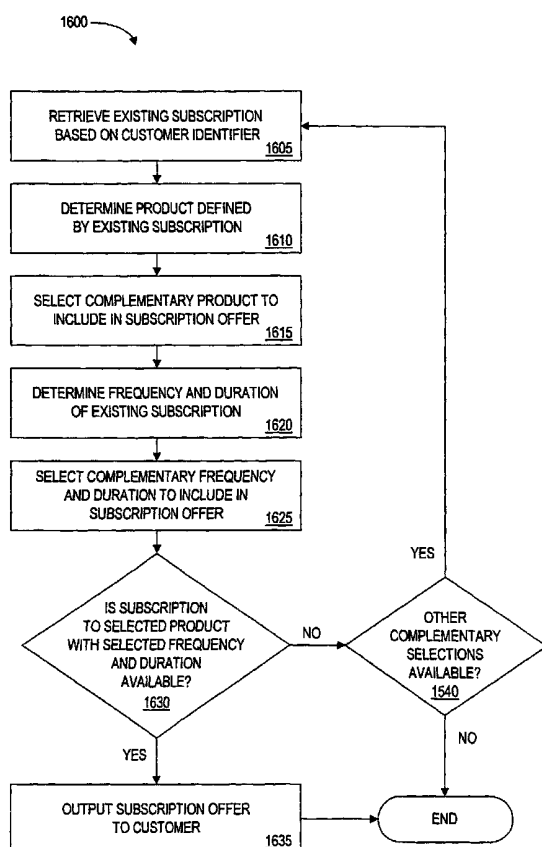 1600
RETRIEVE EXISTING SUBSCRIPTION
BASED ON CUSTOMER IDENTIFIER
1605
DETERMINE PRODUCT DEFINED
BY EXISTING SUBSCRIPTION
1610
SELECT COMPLEMENTARY PRODUCT TO
INCLUDE IN SUBSCRIPTION OFFER
1615
DETERMINE FREQUENCY AND DURATION
OF EXISTING SUBSCRIPTION
1620
SELECT COMPLEMENTARY FREQUENCY
AND DURATION TO INCLUDE IN
SUBSCRIPTION OFFER
1625
IS SUBSCRIPTION
TO SELECTED PRODUCT
WITH SELECTED FREQUENCY
AND DURATION
AVAILABLE?
1630
NO
YES
OTHER
COMPLEMENTARY
SELECTIONS
AVAILABLE?
1540
YES
NO
OUTPUT SUBSCRIPTION OFFER
TO CUSTOMER
1635
END